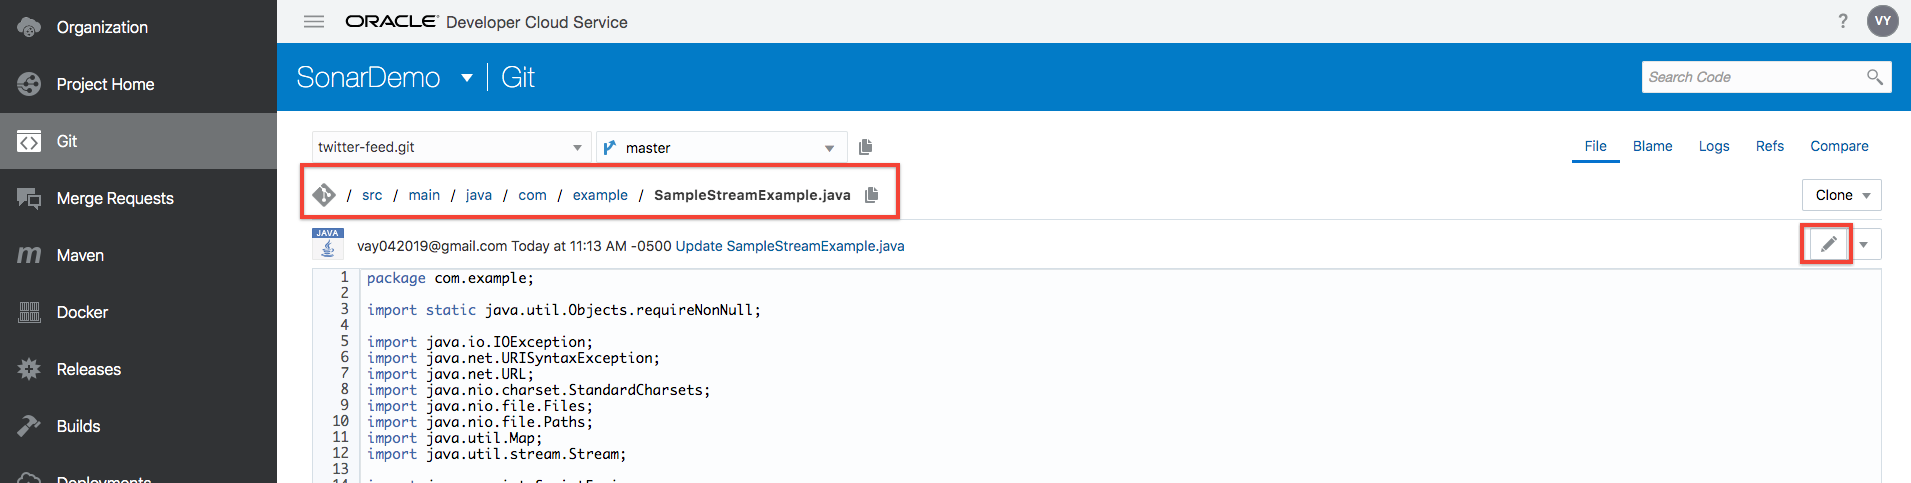 Organization
Project Home
Git
Merge Requests
Maven
Docker
Releases
Builds
Deployments
ORACLE Developer Cloud Service
? VY
SonarDemo Git
Search Code
twitter-feed.git master
File Blame Logs Refs Compare
/ src / main / java / com / example / SampleStreamExample.java
Clone
JAVA
vay042019@gmail.com Today at 11:13 AM -0500 Update SampleStreamExample.java
1 package com.example;
2
3 import static java.util.Objects.requireNonNull;
4
5 import java.io.IOException;
6 import java.net.URISyntaxException;
7 import java.net.URL;
8 import java.nio.charset.StandardCharsets;
9 import java.nio.file.Files;
10 import java.nio.file.Paths;
11 import java.util.Map;
12 import java.util.stream.Stream;
13
14 import